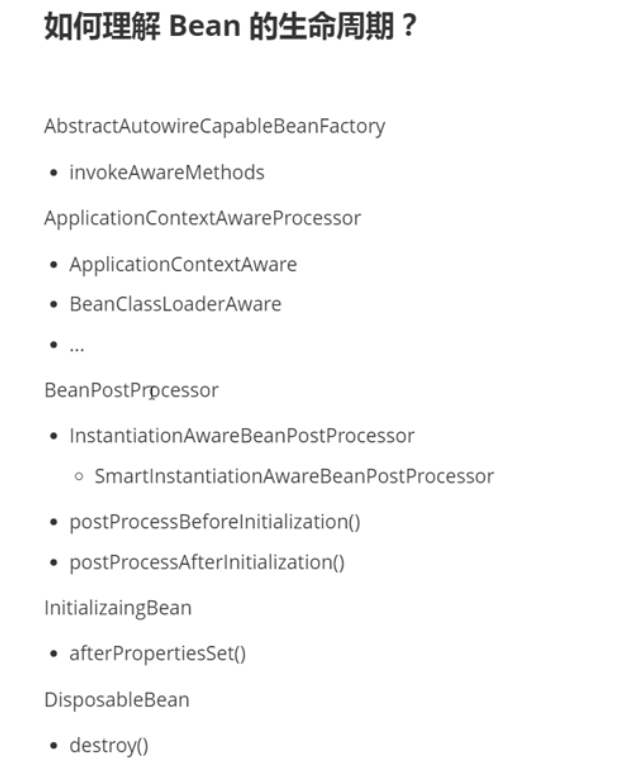 如何理解 Bean 的生命周期？
AbstractAutowireCapableBeanFactory
invokeAwareMethods
ApplicationContextAwareProcessor
ApplicationContextAware
BeanClassLoaderAware
...
BeanPostProcessor
InstantiationAwareBeanPostProcessor
SmartInstantiationAwareBeanPostProcessor
postProcessBeforeInitialization()
postProcessAfterInitialization()
InitializaingBean
afterPropertiesSet()
DisposableBean
destroy()